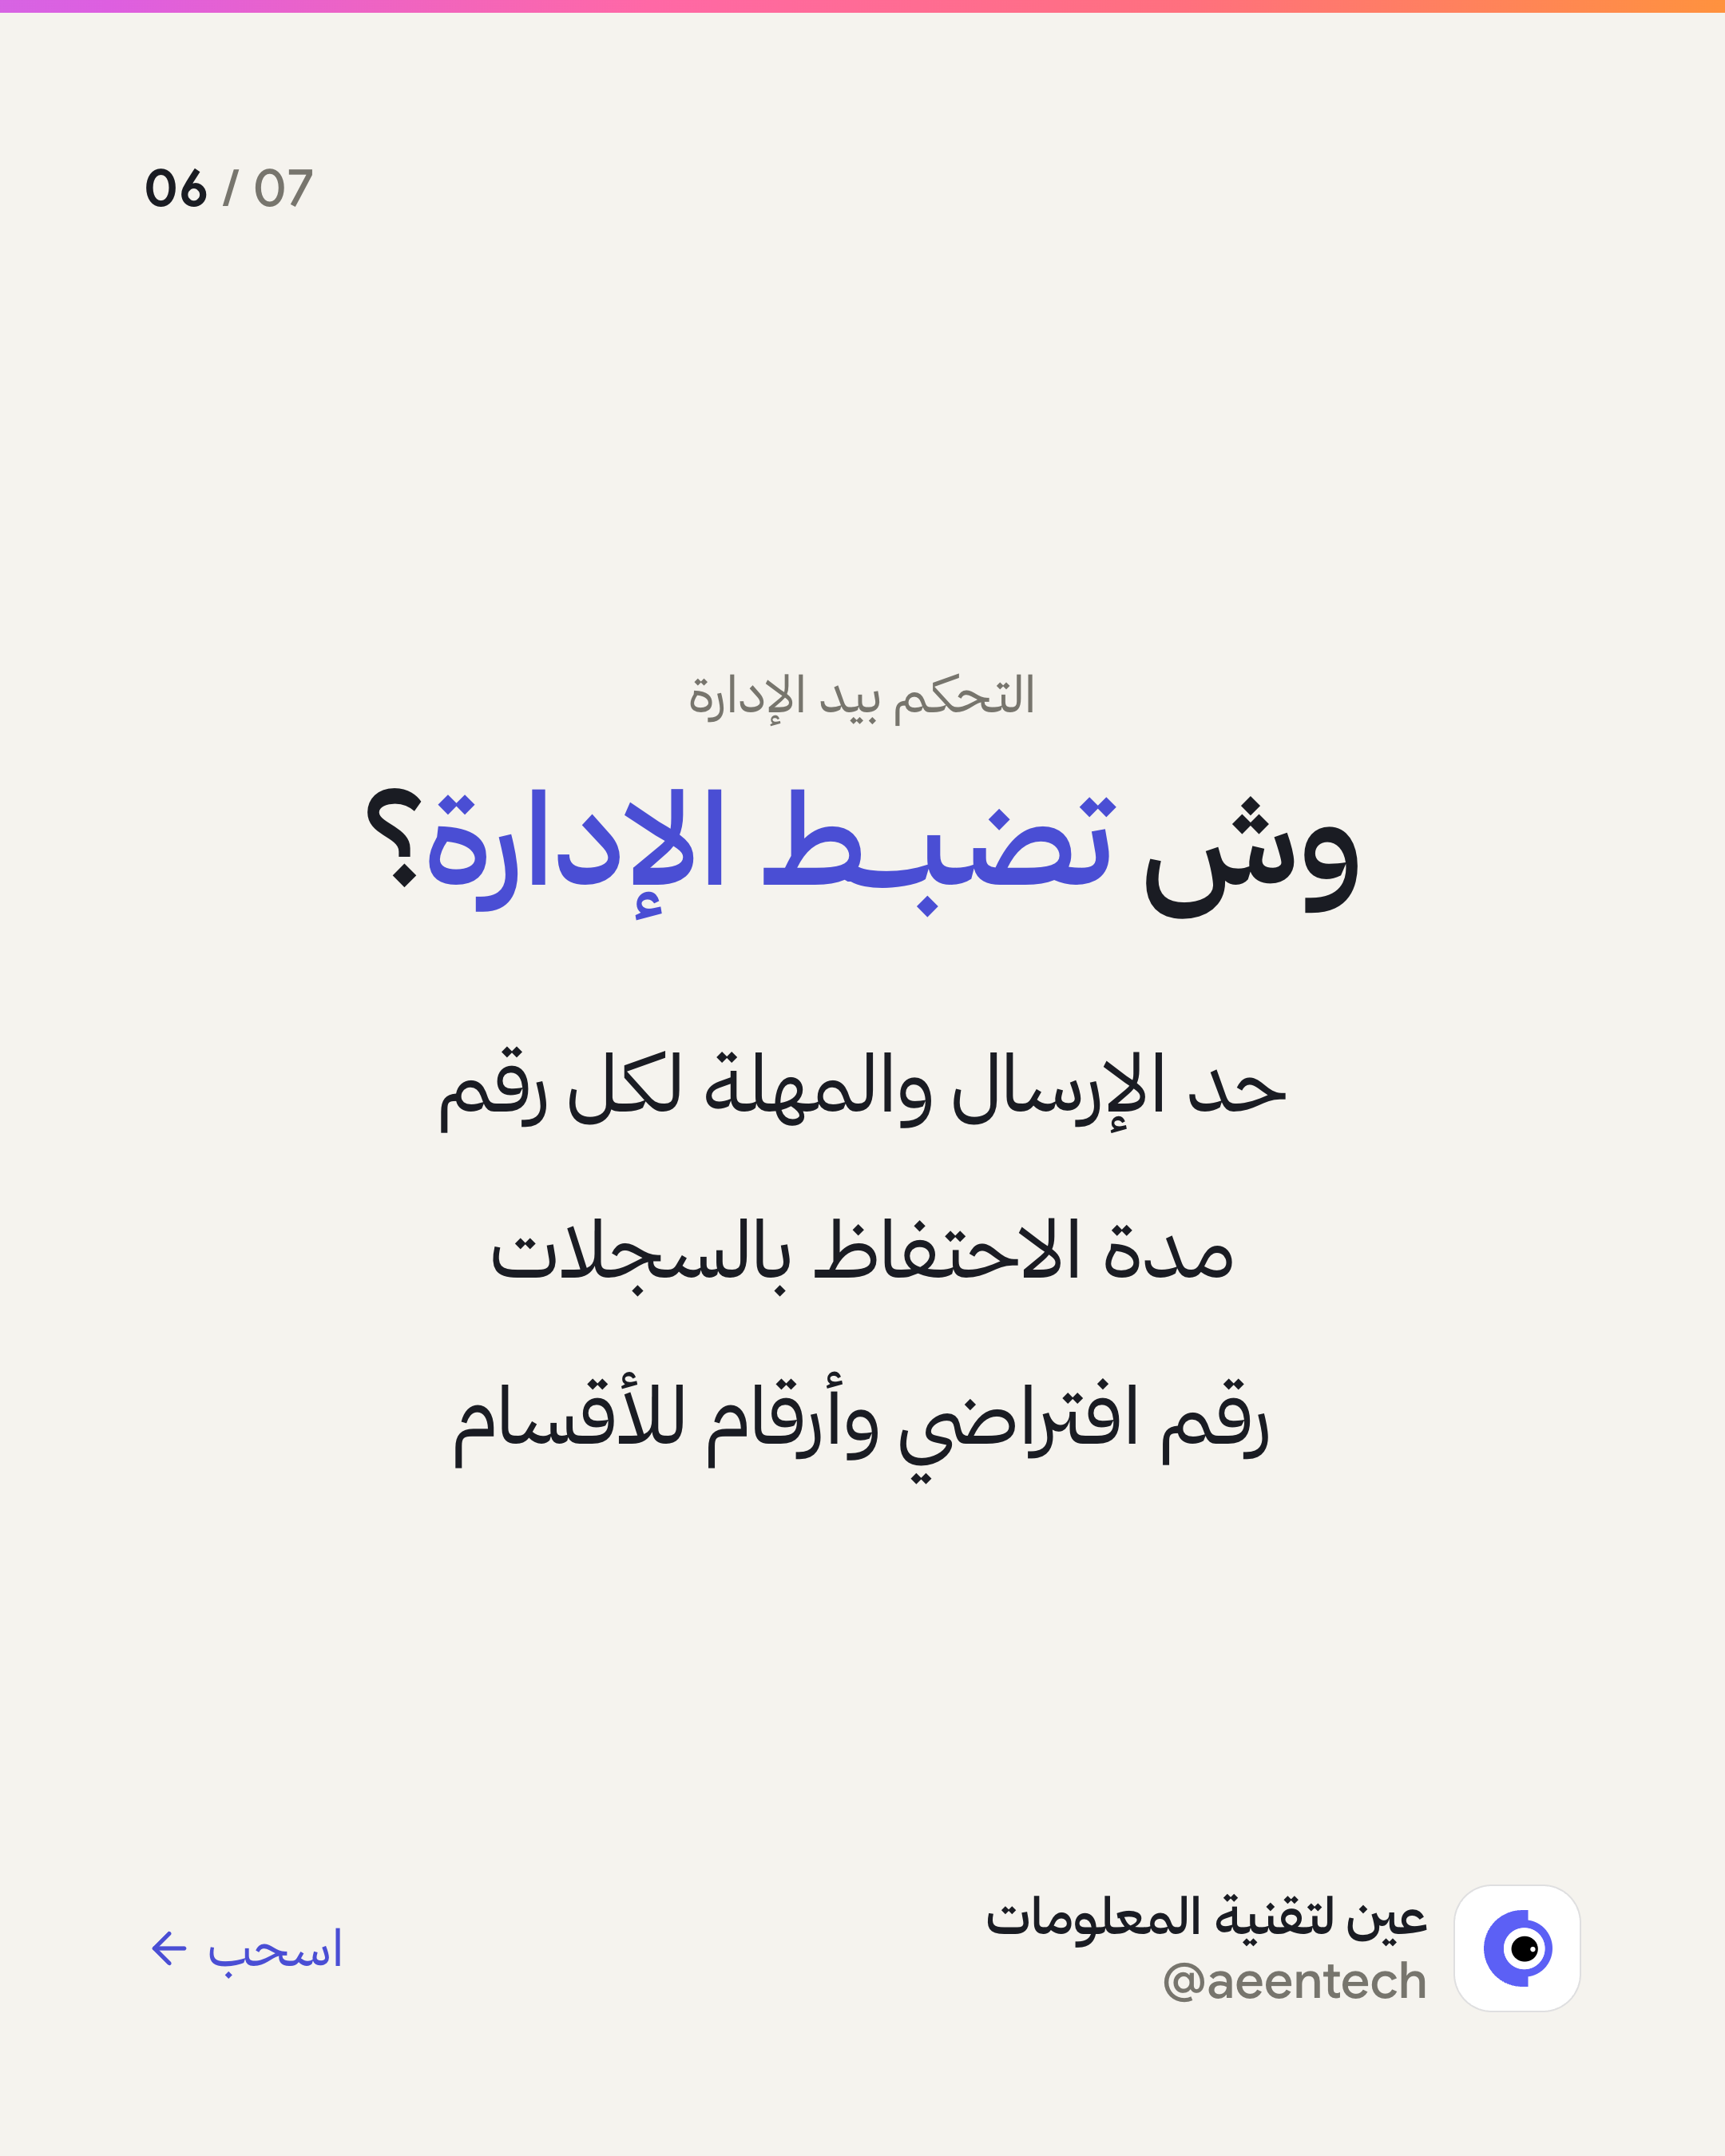 06 / 07
التحكم بيد الإدارة
وش تضبـط الإدارة؟
حد الإرسال والمهلة لكل رقم
مدة الاحتفاظ بالسجلات
رقم افتراضي وأرقام للأقسام
عين لتقنية المعلومات
@aeentech
اسحب ←